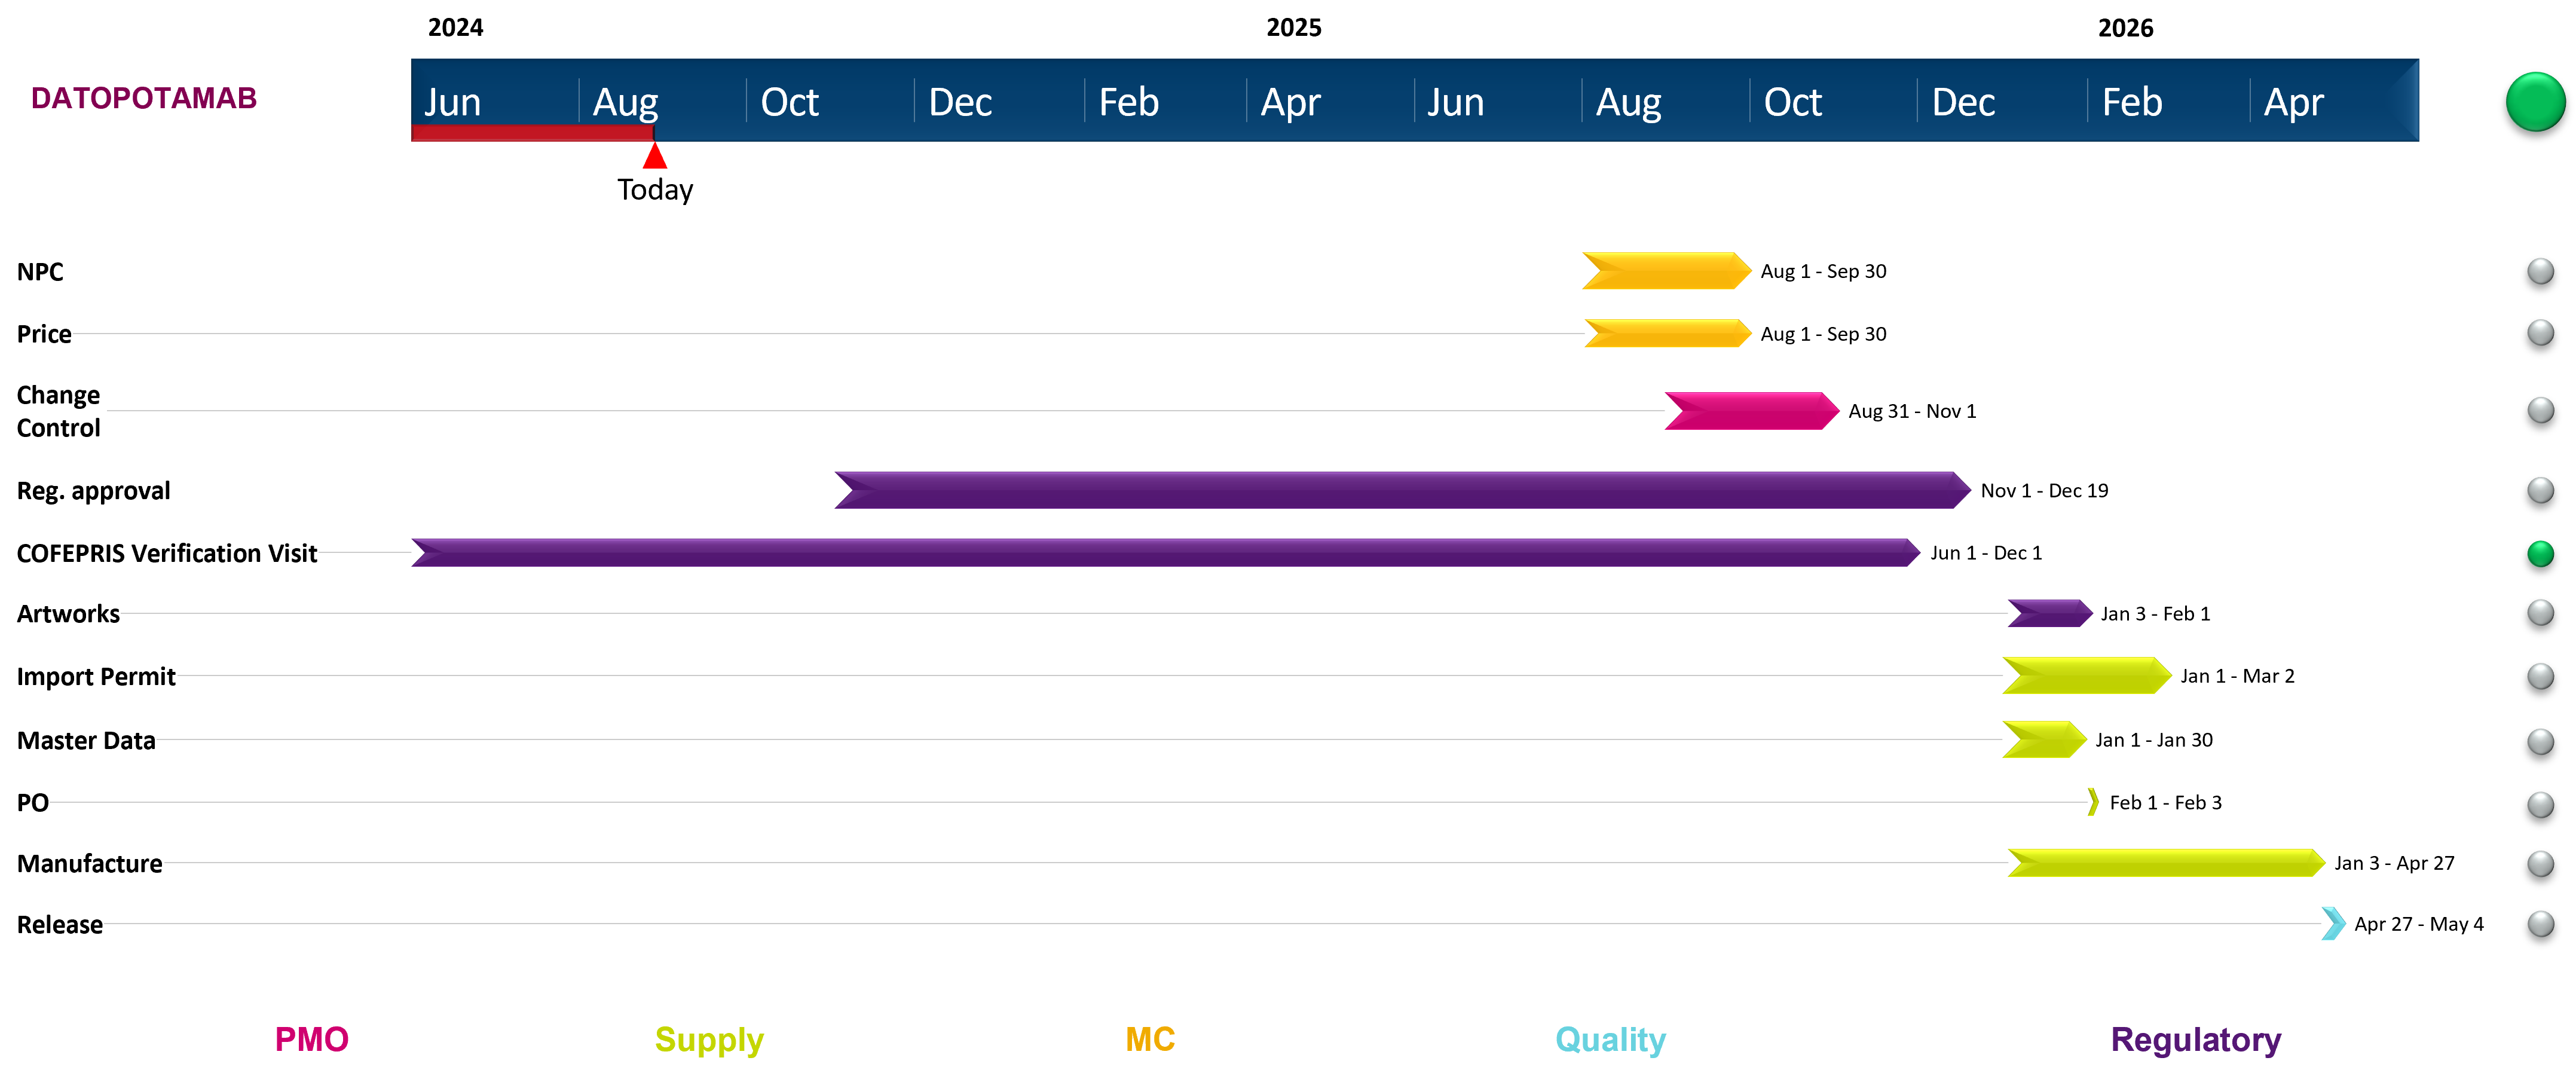 2024 2025 2026
DATOPOTAMAB
Jun Aug Oct Dec Feb Apr Jun Aug Oct Dec Feb Apr
Today
NPC Aug 1 - Sep 30
Price Aug 1 - Sep 30
Change
Control
Aug 31 - Nov 1
Reg. approval Nov 1 - Dec 19
COFEPRIS Verification Visit Jun 1 - Dec 1
Artworks Jan 3 - Feb 1
Import Permit Jan 1 - Mar 2
Master Data Jan 1 - Jan 30
PO Feb 1 - Feb 3
Manufacture Jan 3 - Apr 27
Release Apr 27 - May 4
PMO Supply MC Quality Regulatory